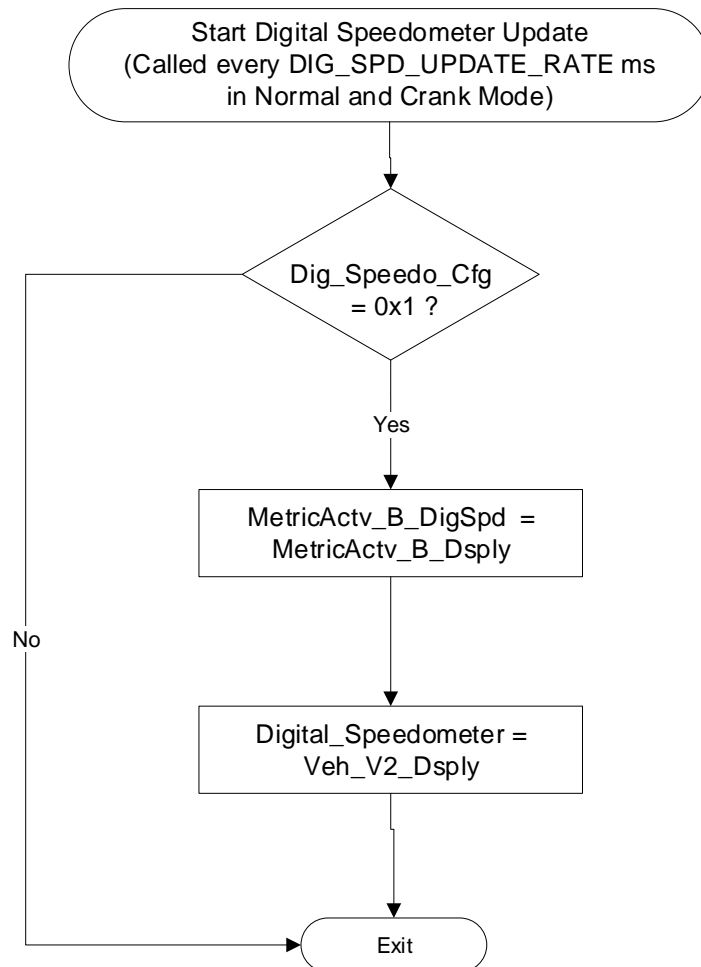 Start Digital Speedometer Update
(Called every DIG_SPD_UPDATE_RATE ms
in Normal and Crank Mode)
Dig_Speedo_Cfg
= 0x1 ?
Yes
MetricActv_B_DigSpd =
MetricActv_B_Dsply
No
Digital_Speedometer =
Veh_V2_Dsply
Exit